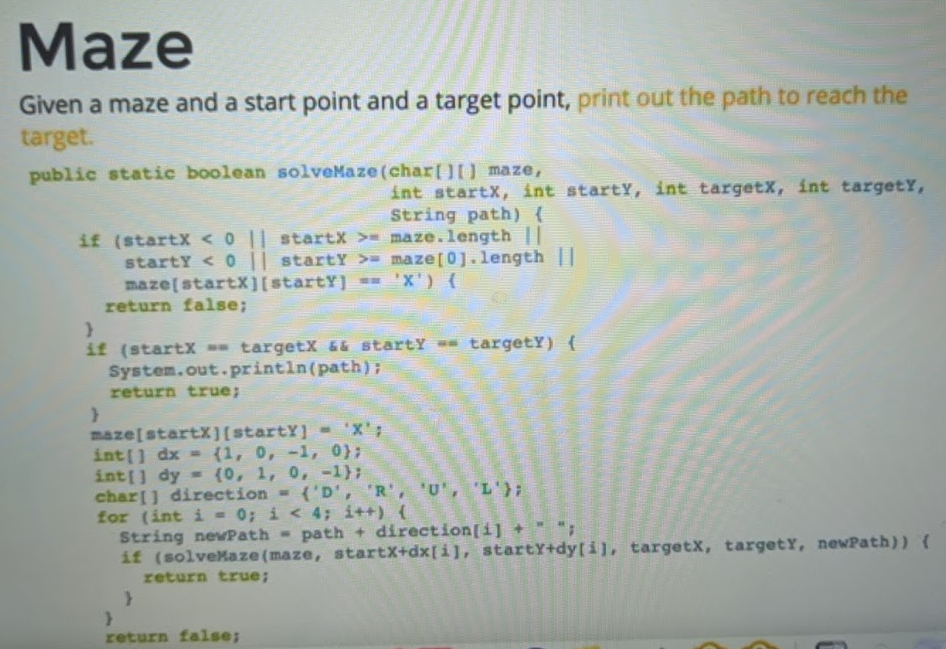 Maze
Given a maze and a start point and a target point, print out the path to reach the
target.
public static boolean solveMaze(char[][] maze,
int startX, int startY, int targetX, int targetY,
String path) {
if (startX < 0 || startX >= maze.length ||
startY < 0 || startY >= maze[0].length ||
maze[startX][startY] == 'X') {
return false;
}
if (startX == targetX && startY == targetY) {
System.out.println(path);
return true;
}
maze[startX][startY] = 'X';
int[] dx = {1, 0, -1, 0};
int[] dy = {0, 1, 0, -1};
char[] direction = {'D', 'R', 'U', 'L'};
for (int i = 0; i < 4; i++) {
String newPath = path + direction[i] + " ";
if (solveMaze(maze, startX+dx[i], startY+dy[i], targetX, targetY, newPath)) {
return true;
}
}
return false;